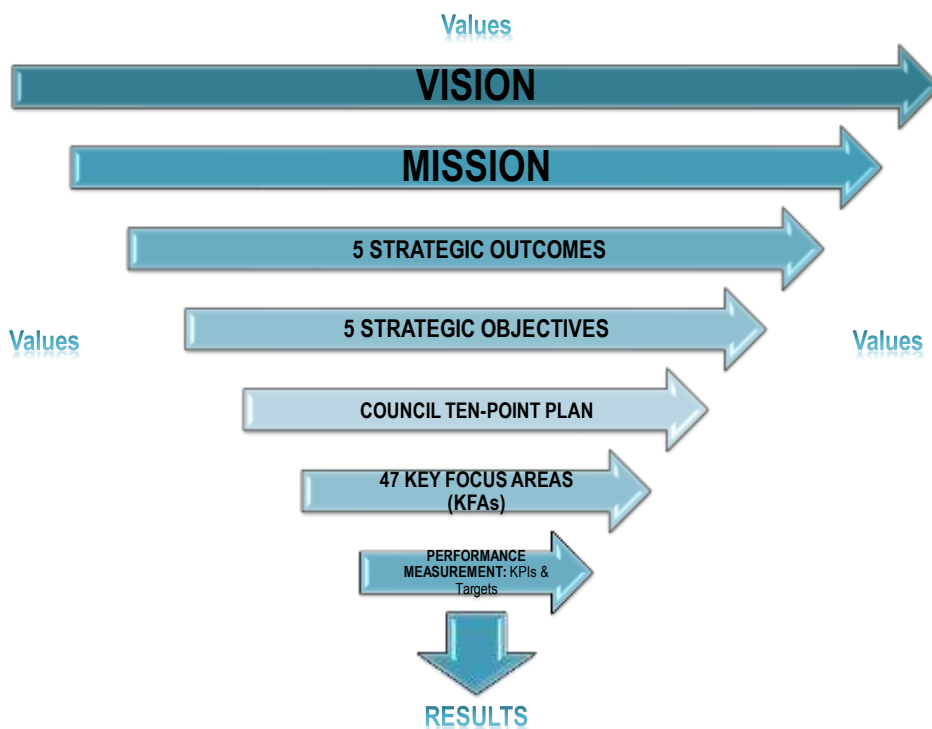 Values
VISION
MISSION
5 STRATEGIC OUTCOMES
5 STRATEGIC OBJECTIVES
Values
Values
COUNCIL TEN-POINT PLAN
47 KEY FOCUS AREAS
(KFAs)
PERFORMANCE
MEASUREMENT: KPIs &
Targets
RESULTS